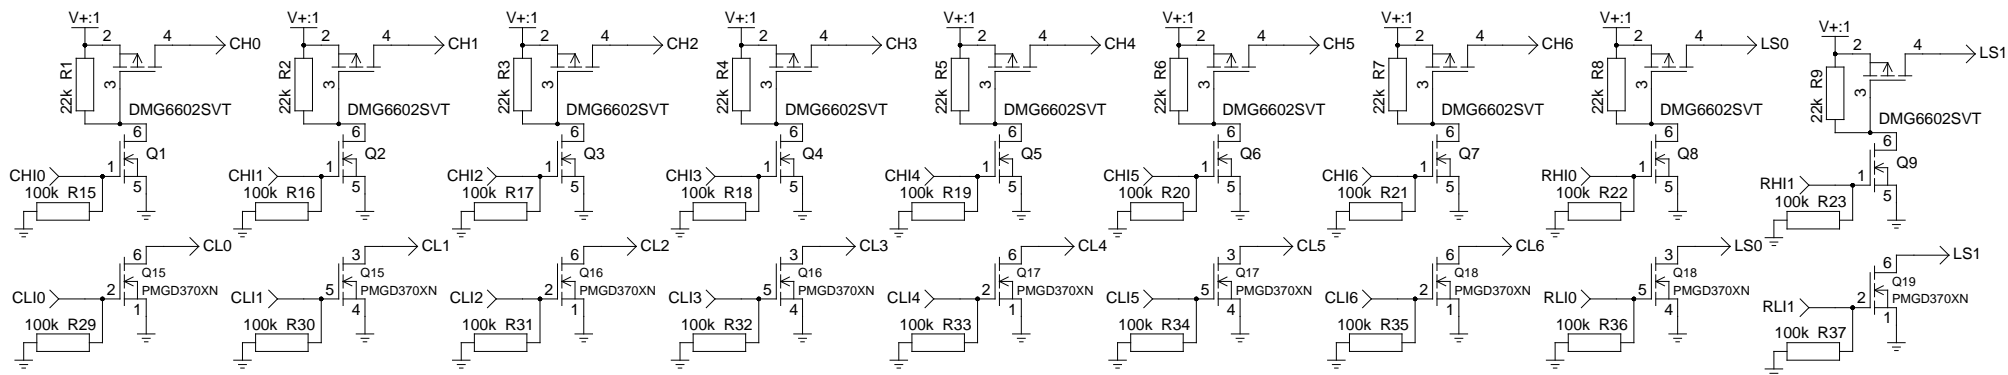 V+:1 V+:1 V+:1 V+:1 V+:1 V+:1 V+:1 V+:1 V+:1
2 4 CH0 2 4 CH1 2 4 CH2 2 4 CH3 2 4 CH4 2 4 CH5 2 4 CH6 2 4 LS0 2 4 LS1
22k R1 3 22k R2 3 22k R3 3 22k R4 3 22k R5 3 22k R6 3 22k R7 3 22k R8 3 22k R9 3
DMG6602SVT DMG6602SVT DMG6602SVT DMG6602SVT DMG6602SVT DMG6602SVT DMG6602SVT DMG6602SVT DMG6602SVT
6 6 6 6 6 6 6 6 6
Q1 Q2 Q3 Q4 Q5 Q6 Q7 Q8 Q9
CHI0 1 CHI1 1 CHI2 1 CHI3 1 CHI4 1 CHI5 1 CHI6 1 RHI0 1 RHI1 1
5 5 5 5 5 5 5 5 5
100k R15 100k R16 100k R17 100k R18 100k R19 100k R20 100k R21 100k R22 100k R23
CL0 CL1 CL2 CL3 CL4 CL5 CL6 LS0 LS1
6 3 6 3 6 3 6 3 6
Q15 Q15 Q16 Q16 Q17 Q17 Q18 Q18 Q19
PMGD370XN PMGD370XN PMGD370XN PMGD370XN PMGD370XN PMGD370XN PMGD370XN PMGD370XN PMGD370XN
CLI0 2 CLI1 5 CLI2 2 CLI3 5 CLI4 2 CLI5 5 CLI6 2 RLI0 5 RLI1 2
1 4 1 4 1 4 1 4 1
100k R29 100k R30 100k R31 100k R32 100k R33 100k R34 100k R35 100k R36 100k R37